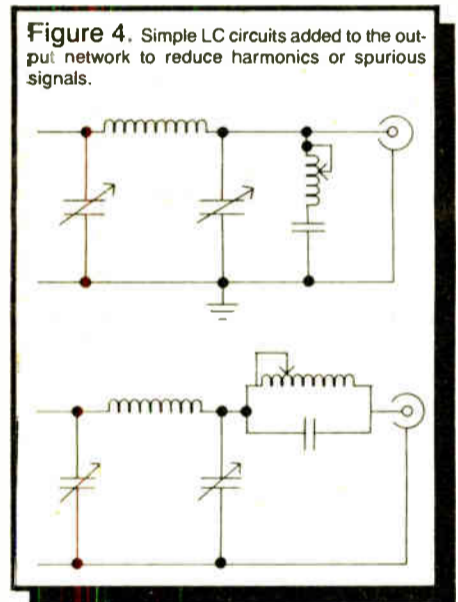 Figure 4. Simple LC circuits added to the out-
put network to reduce harmonics or spurious
signals.